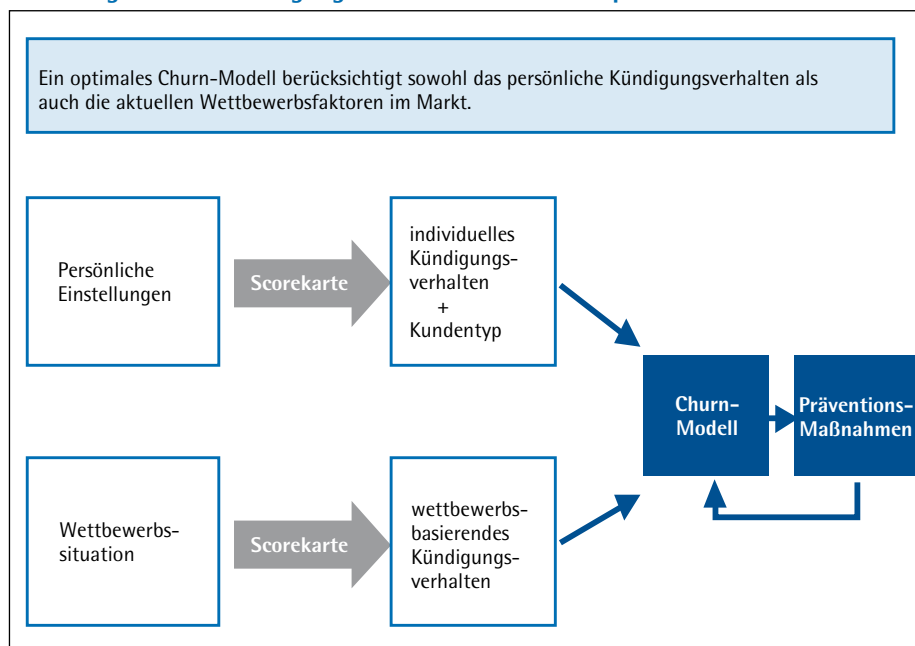 Ein optimales Churn-Modell berücksichtigt sowohl das persönliche Kündigungsverhalten als
auch die aktuellen Wettbewerbsfaktoren im Markt.
Persönliche
Einstellungen
Scorekarte
individuelles
Kündigungs-
verhalten
+
Kundentyp
Churn-
Modell
Präventions-
Maßnahmen
Wettbewerbs-
situation
Scorekarte
wettbewerbs-
basierendes
Kündigungs-
verhalten